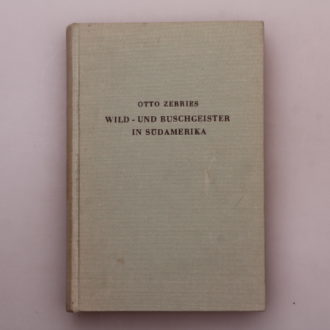 OTTO ZERRIES
WILD - UND BUSCHGEISTER
IN SÜDAMERIKA